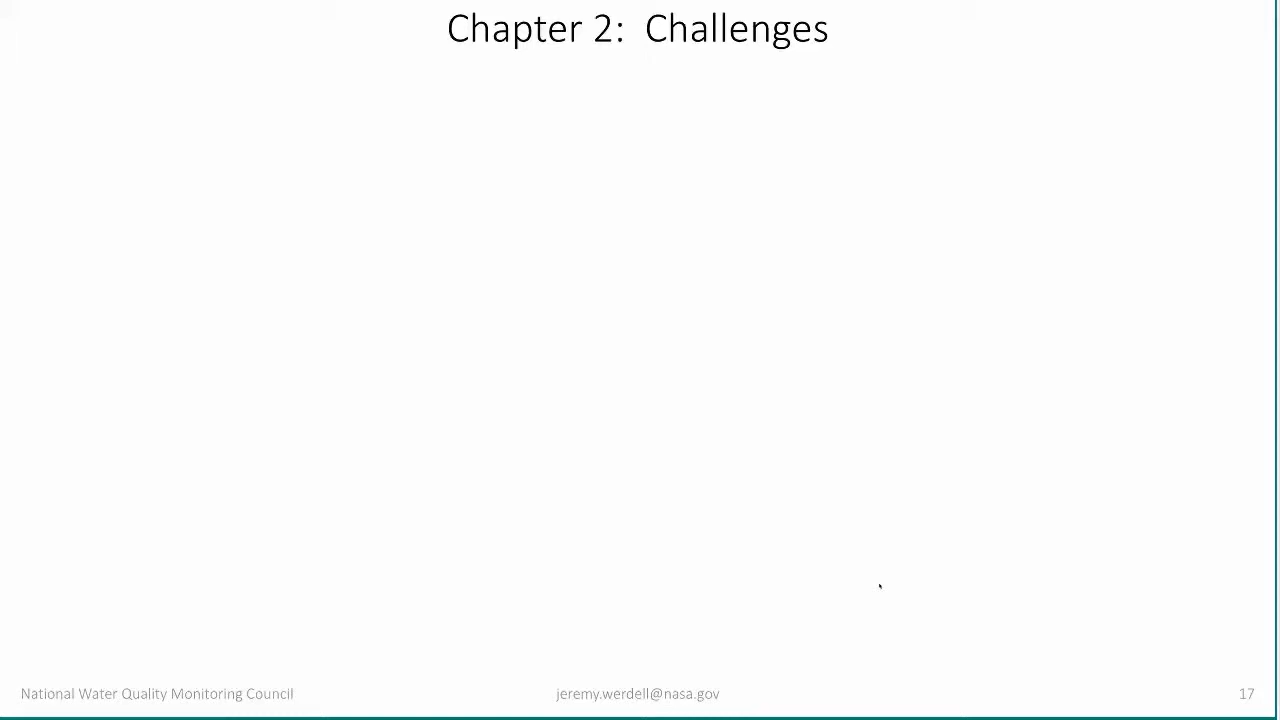 Chapter 2:  Challenges
National Water Quality Monitoring Council
jeremy.werdell@nasa.gov
17